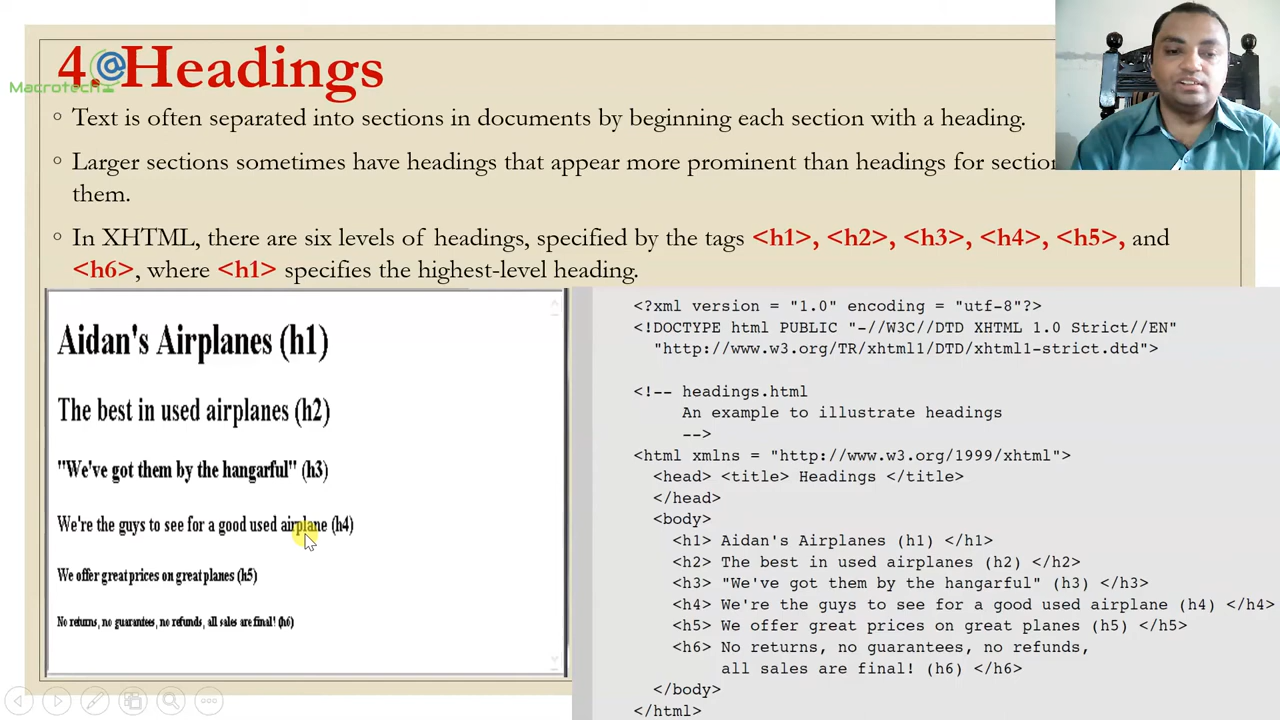 4. Headings
Macrotech
Text is often separated into sections in documents by beginning each section with a heading.
Larger sections sometimes have headings that appear more prominent than headings for section
them.
In XHTML, there are six levels of headings, specified by the tags <h1>, <h2>, <h3>, <h4>, <h5>, and
<h6>, where <h1> specifies the highest-level heading.
Aidan's Airplanes (h1)
The best in used airplanes (h2)
"We've got them by the hangarful" (h3)
We're the guys to see for a good used airplane (h4)
We offer great prices on great planes (h5)
No returns, no guarantees, no refunds, all sales are final! (h6)
<?xml version = "1.0" encoding = "utf-8"?>
<!DOCTYPE html PUBLIC "-//W3C//DTD XHTML 1.0 Strict//EN"
"http://www.w3.org/TR/xhtml1/DTD/xhtml1-strict.dtd">
<!-- headings.html
An example to illustrate headings
-->
<html xmlns = "http://www.w3.org/1999/xhtml">
<head> <title> Headings </title>
</head>
<body>
<h1> Aidan's Airplanes (h1) </h1>
<h2> The best in used airplanes (h2) </h2>
<h3> "We've got them by the hangarful" (h3) </h3>
<h4> We're the guys to see for a good used airplane (h4) </h4>
<h5> We offer great prices on great planes (h5) </h5>
<h6> No returns, no guarantees, no refunds,
all sales are final! (h6) </h6>
</body>
</html>